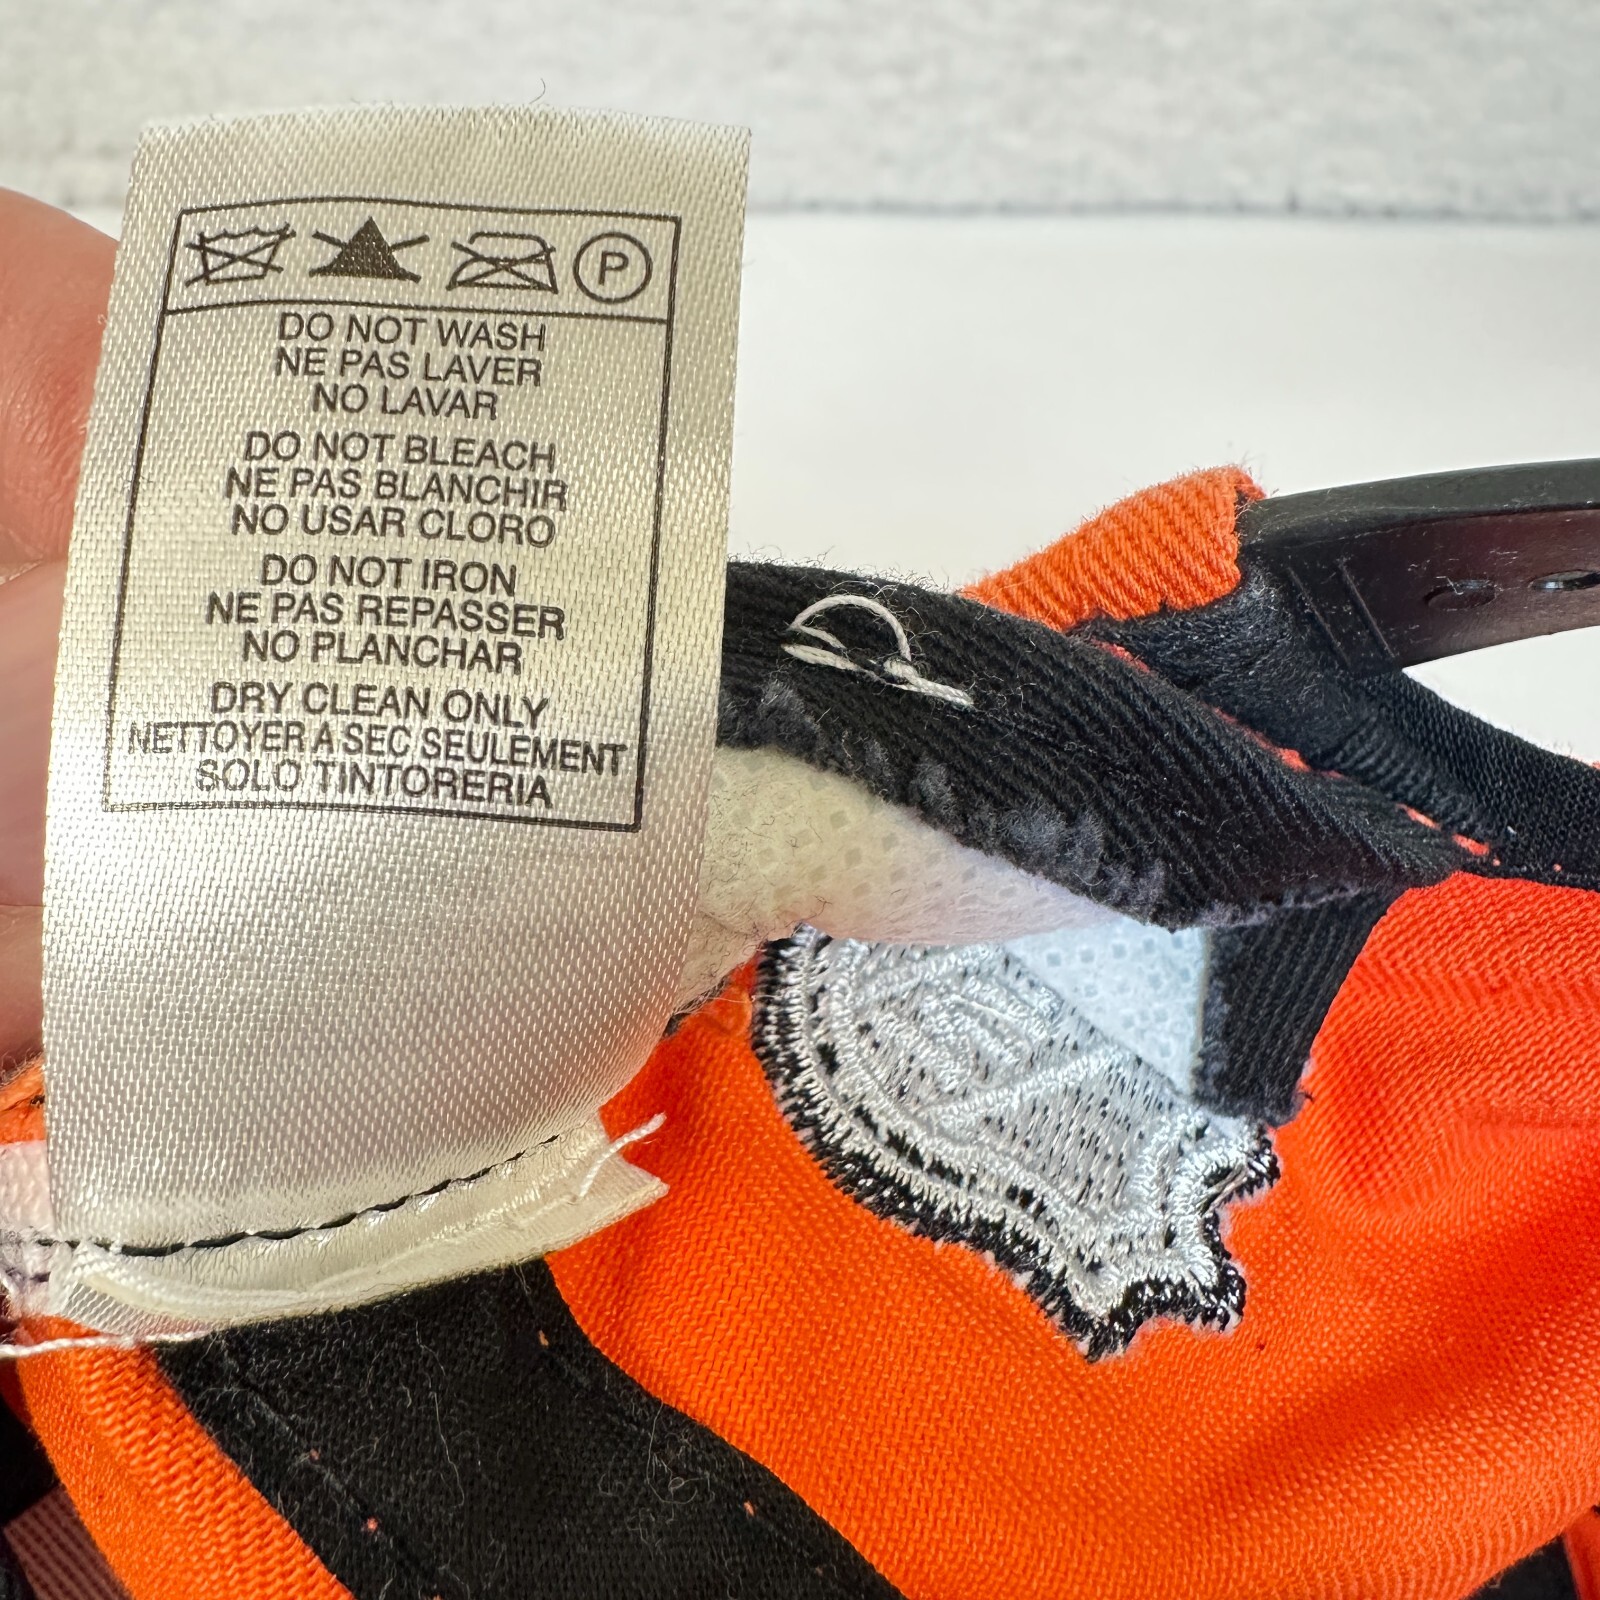 P
DO NOT WASH
NE PAS LAVER
NO LAVAR
DO NOT BLEACH
NE PAS BLANCHIR
NO USAR CLORO
DO NOT IRON
NE PAS REPASSER
NO PLANCHAR
DRY CLEAN ONLY
NETTOYER A SEC SEULEMENT
SOLO TINTORERIA